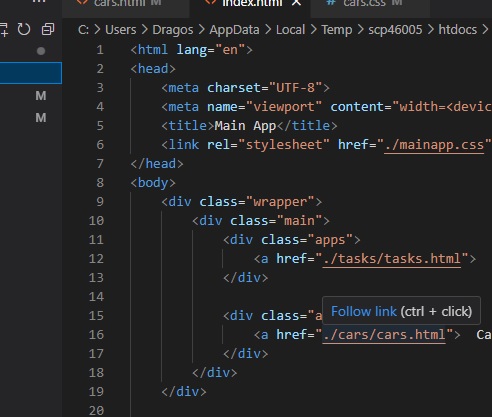 cars.html index.html cars.css
C: > Users > Dragos > AppData > Local > Temp > scp46005 > htdocs >
M
M
1 <html lang="en">
2 <head>
3 <meta charset="UTF-8">
4 <meta name="viewport" content="width=<devic
5 <title>Main App</title>
6 <link rel="stylesheet" href="./mainapp.css"
7 </head>
8 <body>
9 <div class="wrapper">
10 <div class="main">
11 <div class="apps">
12 <a href="./tasks/tasks.html">
13 </div>
14
Follow link (ctrl + click)
15 <div class="a
16 <a href="./cars/cars.html"> Ca
17 </div>
18 </div>
19 </div>
20